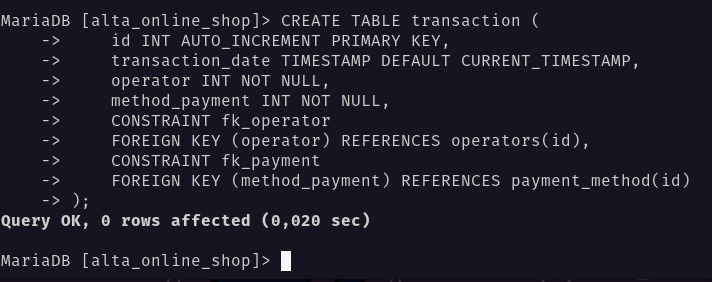 MariaDB [alta_online_shop]> CREATE TABLE transaction (
    ->     id INT AUTO_INCREMENT PRIMARY KEY,
    ->     transaction_date TIMESTAMP DEFAULT CURRENT_TIMESTAMP,
    ->     operator INT NOT NULL,
    ->     method_payment INT NOT NULL,
    ->     CONSTRAINT fk_operator
    ->     FOREIGN KEY (operator) REFERENCES operators(id),
    ->     CONSTRAINT fk_payment
    ->     FOREIGN KEY (method_payment) REFERENCES payment_method(id)
    -> );
Query OK, 0 rows affected (0,020 sec)
MariaDB [alta_online_shop]>